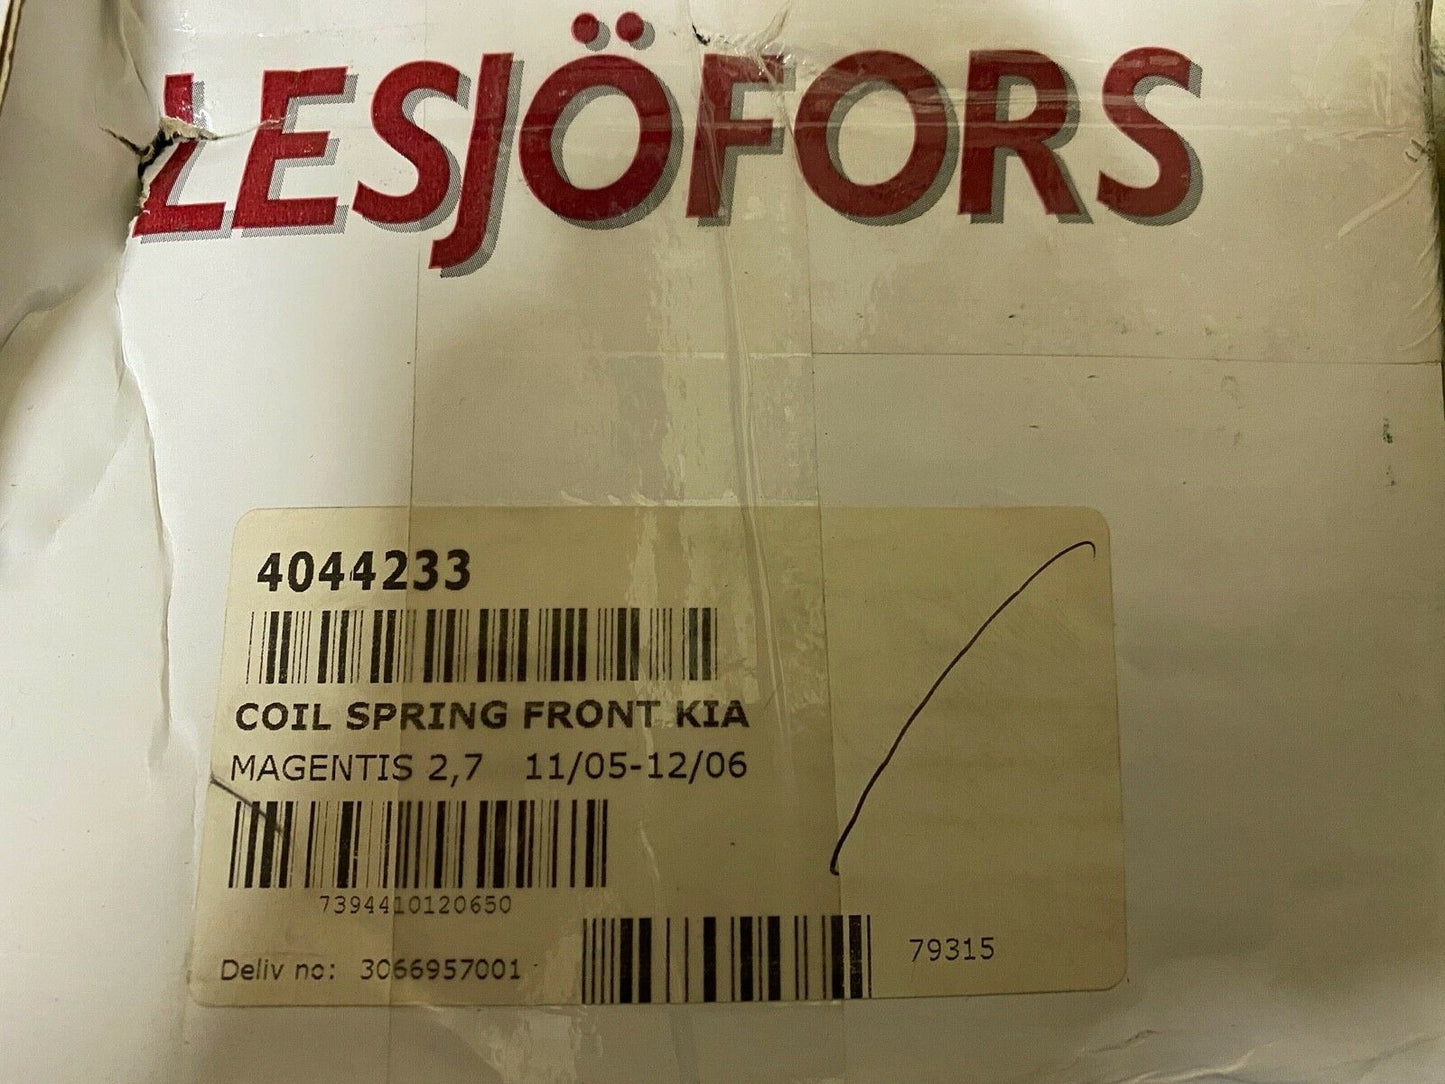 LESJÖFORS
4044233
COIL SPRING FRONT KIA
MAGENTIS 2,7 11/05-12/06
7394410120650
Deliv no: 3066957001
79315